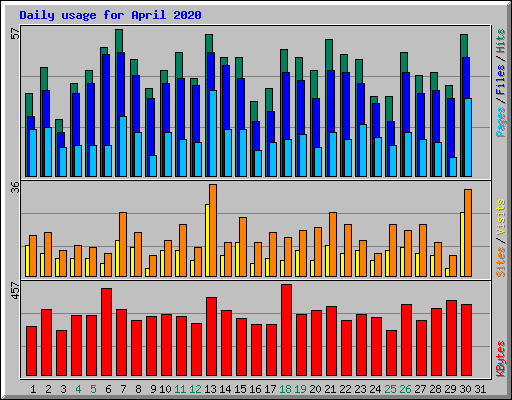 Daily usage for April 2020
57
Pages / Files / Hits
36
Sites / Visits
457
KBytes
1 2 3 4 5 6 7 8 9 10 11 12 13 14 15 16 17 18 19 20 21 22 23 24 25 26 27 28 29 30 31